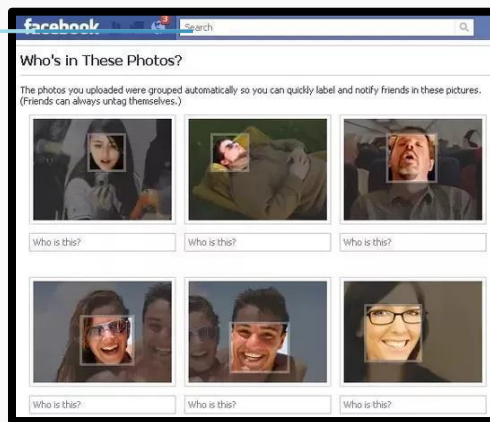 facebook
3
Search
Who's in These Photos?
The photos you uploaded were grouped automatically so you can quickly label and notify friends in these pictures.
(Friends can always untag themselves.)
Who is this? Who is this? Who is this?
Who is this? Who is this? Who is this?